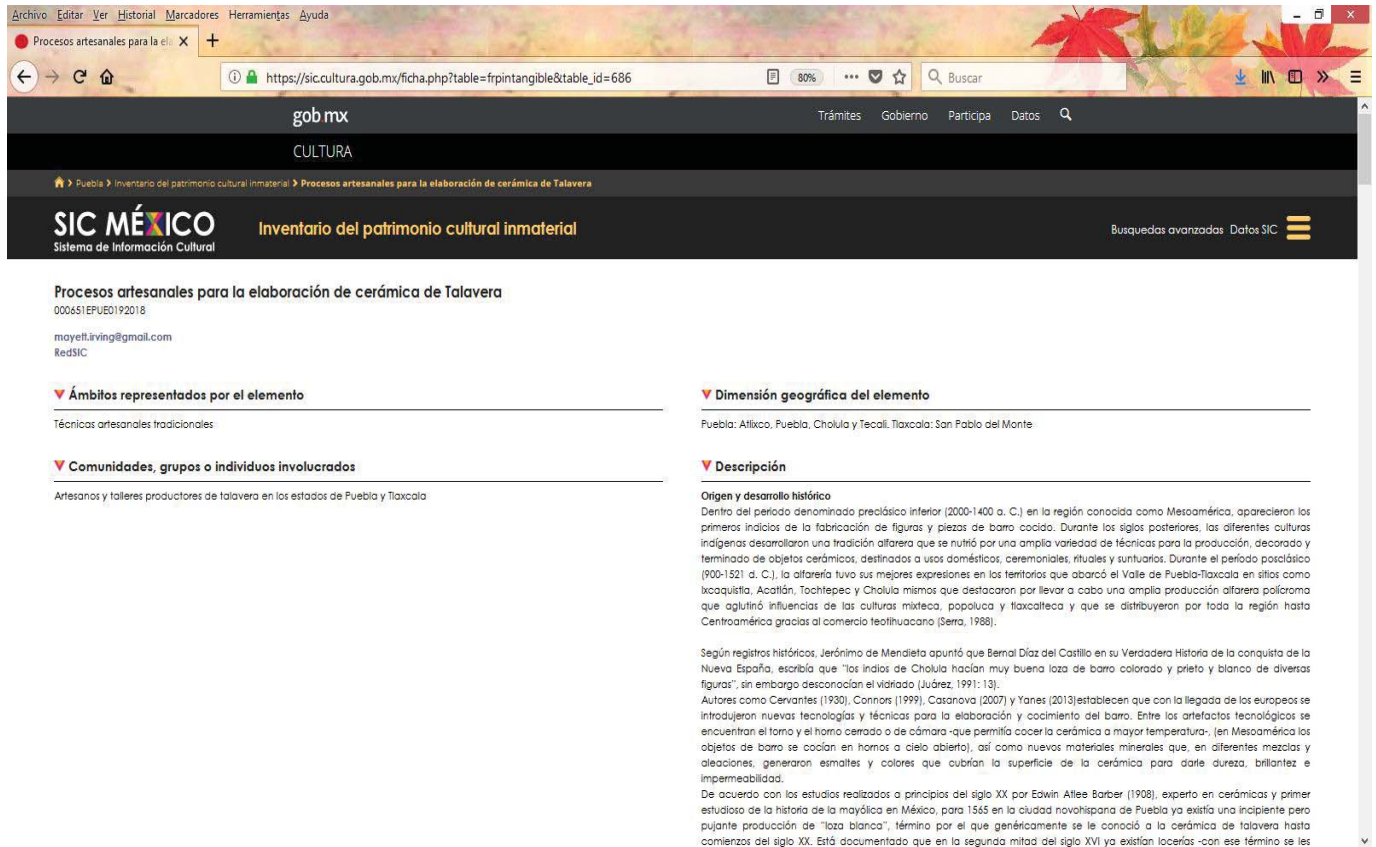 Archivo Editar Ver Historial Marcadores Herramientas Ayuda
Procesos artesanales para la ela
https://sic.cultura.gob.mx/ficha.php?table=frpintangible&table_id=686
80%
Buscar
gob.mx
Trámites Gobierno Participa Datos
CULTURA
Puebla > Inventario del patrimonio cultural inmaterial > Procesos artesanales para la elaboración de cerámica de Talavera
SIC MÉXICO
Sistema de Información Cultural
Inventario del patrimonio cultural inmaterial
Busquedas avanzadas Datos SIC
Procesos artesanales para la elaboración de cerámica de Talavera
000651EPUE0192018
mayett.irving@gmail.com
RedSIC
Ámbitos representados por el elemento
Técnicas artesanales tradicionales
Comunidades, grupos o individuos involucrados
Artesanos y talleres productores de talavera en los estados de Puebla y Tlaxcala
Dimensión geográfica del elemento
Puebla: Atlixco, Puebla, Cholula y Tecali. Tlaxcala: San Pablo del Monte
Descripción
Origen y desarrollo histórico
Dentro del periodo denominado preclásico inferior (2000-1400 a. C.) en la región conocida como Mesoamérica, aparecieron los
primeros indicios de la fabricación de figuras y piezas de barro cocido. Durante los siglos posteriores, las diferentes culturas
indígenas desarrollaron una tradición alfarera que se nutrió por una amplia variedad de técnicas para la producción, decorado y
terminado de objetos cerámicos, destinados a usos domésticos, ceremoniales, rituales y suntuarios. Durante el período posclásico
(900-1521 d. C.), la alfarería tuvo sus mejores expresiones en los territorios que abarcó el Valle de Puebla-Tlaxcala en sitios como
Ixcaquistla, Acatlán, Tochtepec y Cholula mismos que destacaron por llevar a cabo una amplia producción alfarera polícroma
que aglutinó influencias de las culturas mixteca, popoluca y tlaxcalteca y que se distribuyeron por toda la región hasta
Centroamérica gracias al comercio teotihuacano (Serra, 1988).
Según registros históricos, Jerónimo de Mendieta apuntó que Bernal Díaz del Castillo en su Verdadera Historia de la conquista de la
Nueva España, escribía que "los indios de Cholula hacían muy buena loza de barro colorado y prieto y blanco de diversas
figuras", sin embargo desconocían el vidriado (Juárez, 1991: 13).
Autores como Cervantes (1930), Connors (1999), Casanova (2007) y Yanes (2013)establecen que con la llegada de los europeos se
introdujeron nuevas tecnologías y técnicas para la elaboración y cocimiento del barro. Entre los artefactos tecnológicos se
encuentran el torno y el horno cerrado o de cámara -que permitía cocer la cerámica a mayor temperatura-, (en Mesoamérica los
objetos de barro se cocían en hornos a cielo abierto), así como nuevos materiales minerales que, en diferentes mezclas y
aleaciones, generaron esmaltes y colores que cubrían la superficie de la cerámica para darle dureza, brillantez e
impermeabilidad.
De acuerdo con los estudios realizados a principios del siglo XX por Edwin Atlee Barber (1908), experto en cerámicas y primer
estudioso de la historia de la mayólica en México, para 1565 en la ciudad novohispana de Puebla ya existía una incipiente pero
pujante producción de "loza blanca", término por el que genéricamente se le conoció a la cerámica de talavera hasta
comienzos del siglo XX. Está documentado que en la segunda mitad del siglo XVI ya existían locerías -con ese término se les